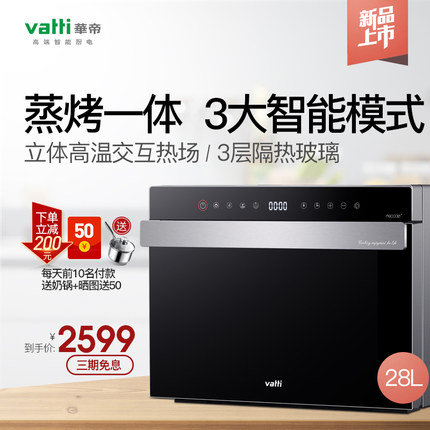 vatti 華帝
高端智能厨电
新品
上市
蒸烤一体 3大智能模式
立体高温交互热场/3层隔热玻璃
下单
立减
200
元
50
¥
送
每天前10名付款
送奶锅+晒图送50
到手价:
¥2599
三期免息
00:00
vatti
28L